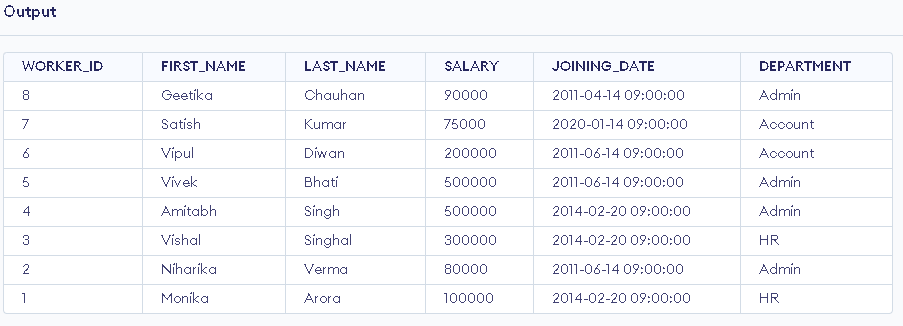 Output
WORKER_ID FIRST_NAME LAST_NAME SALARY JOINING_DATE DEPARTMENT
8 Geetika Chauhan 90000 2011-04-14 09:00:00 Admin
7 Satish Kumar 75000 2020-01-14 09:00:00 Account
6 Vipul Diwan 200000 2011-06-14 09:00:00 Account
5 Vivek Bhati 500000 2011-06-14 09:00:00 Admin
4 Amitabh Singh 500000 2014-02-20 09:00:00 Admin
3 Vishal Singhal 300000 2014-02-20 09:00:00 HR
2 Niharika Verma 80000 2011-06-14 09:00:00 Admin
1 Monika Arora 100000 2014-02-20 09:00:00 HR